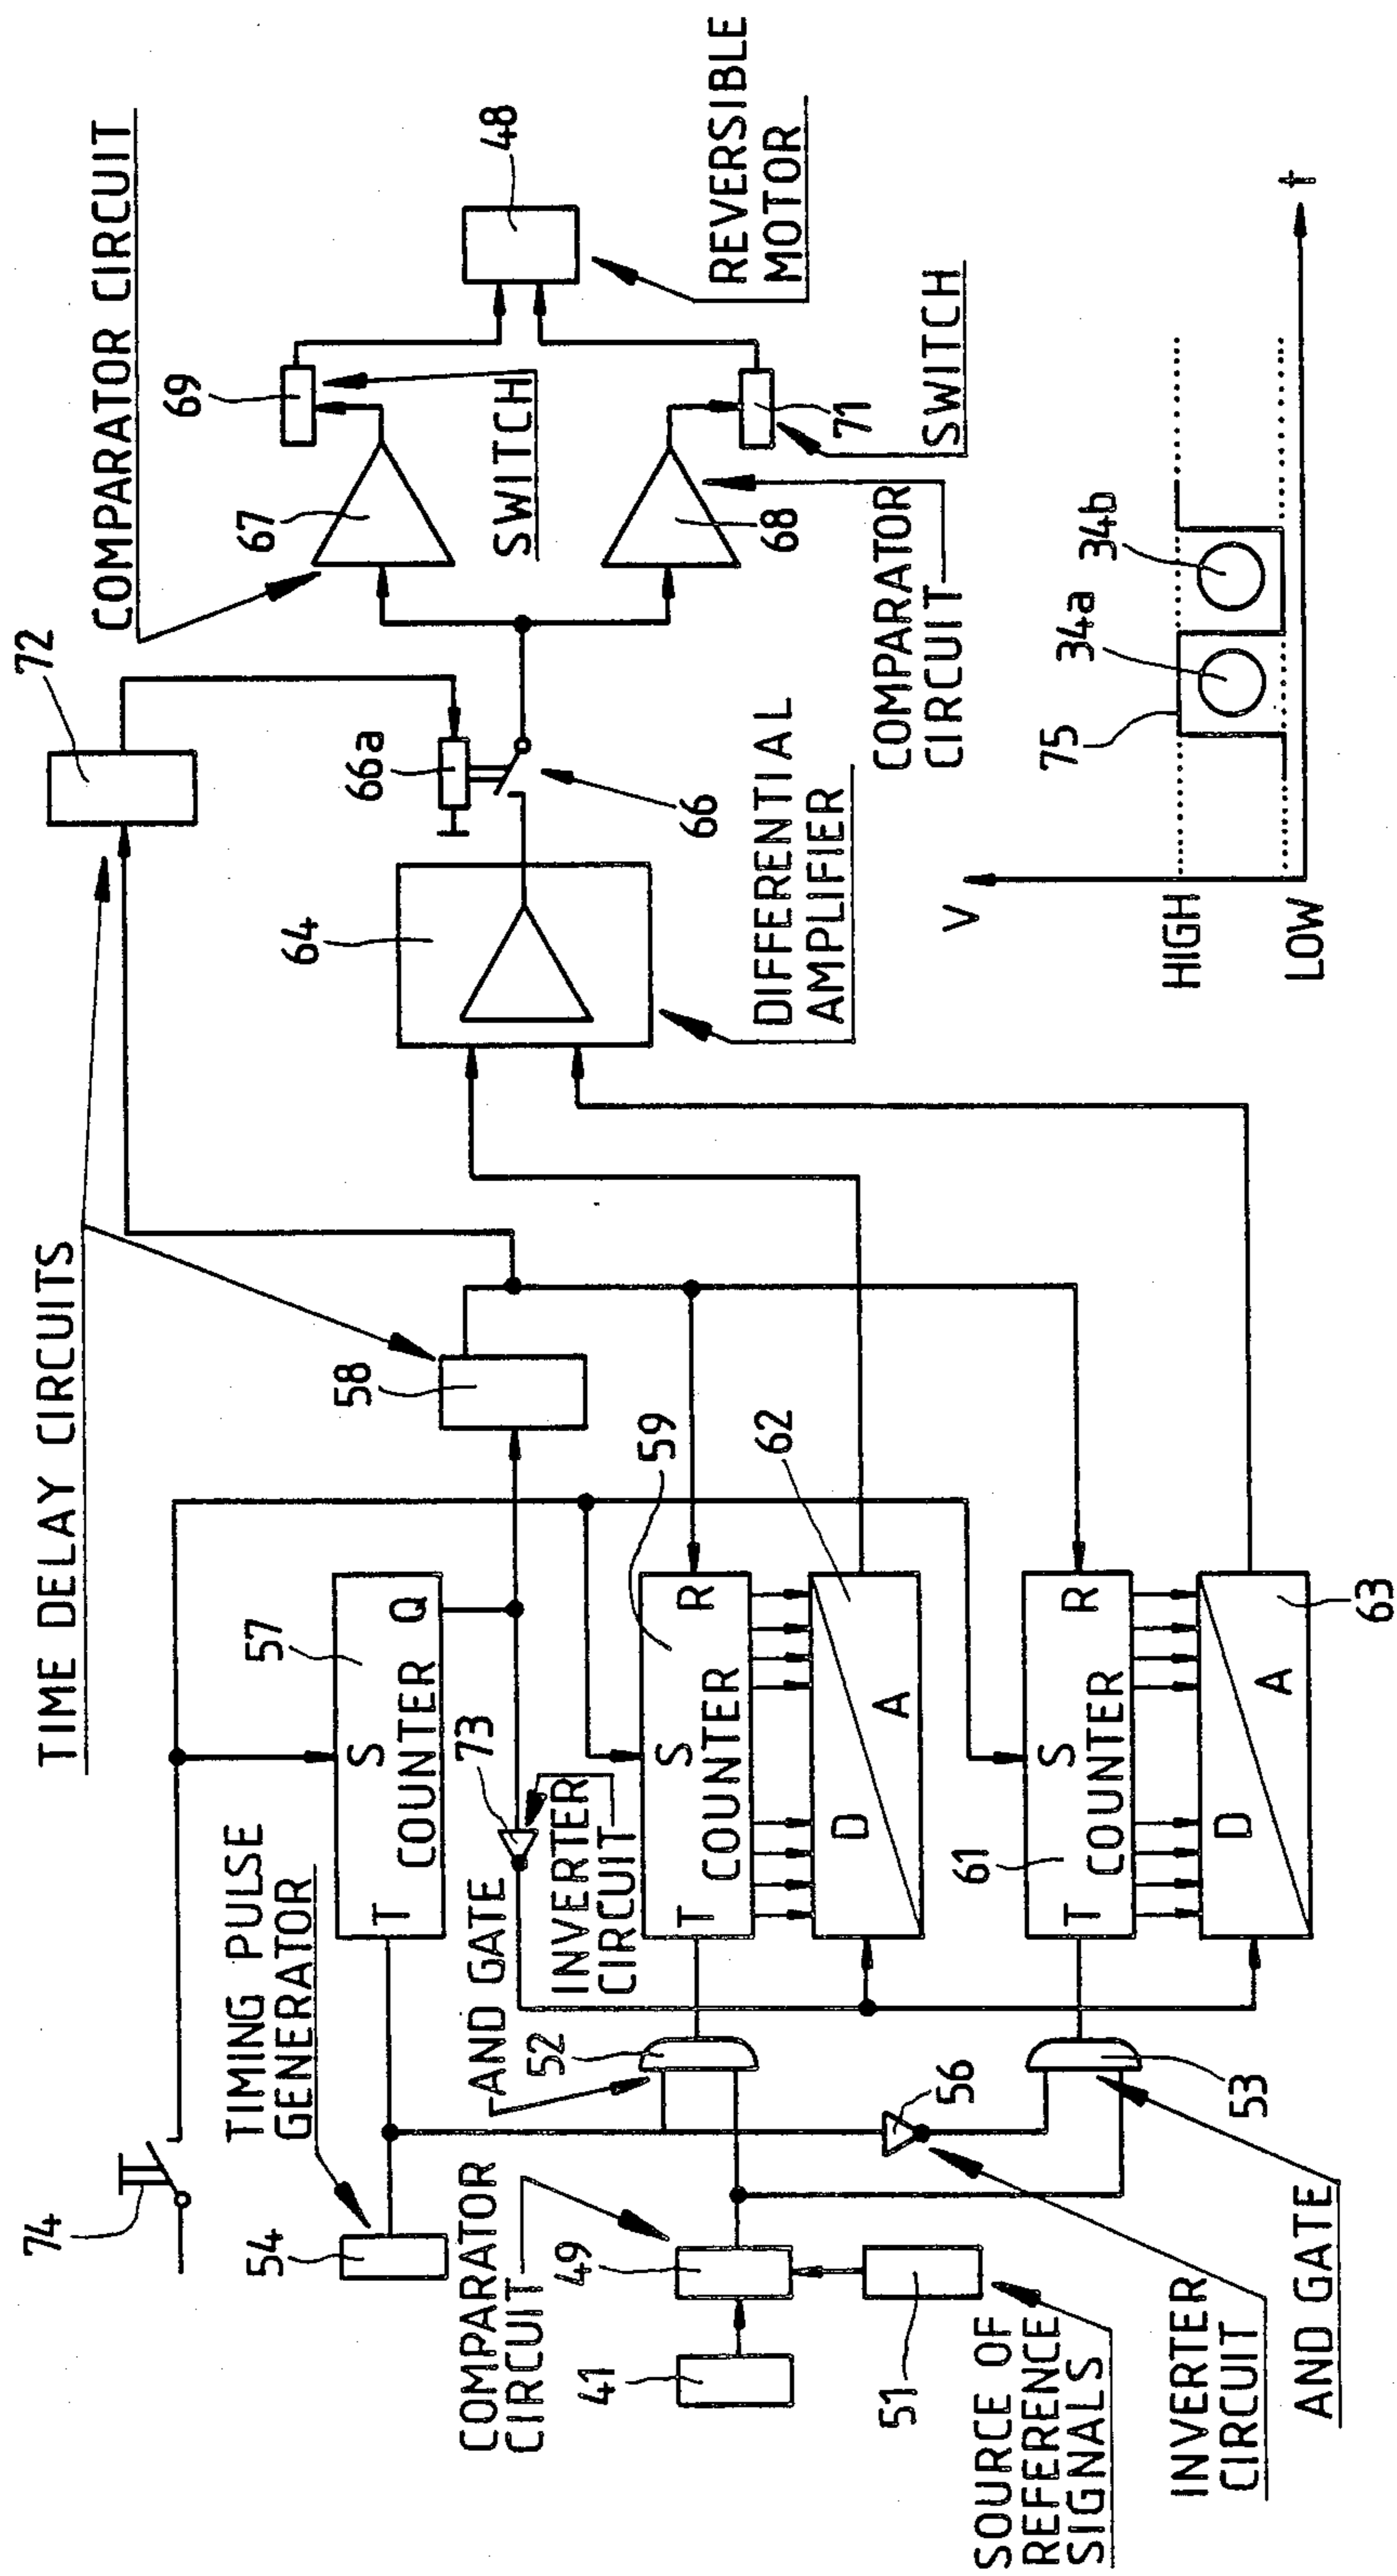 TIME DELAY CIRCUITS
72
COMPARATOR CIRCUIT
74
TIMING PULSE
GENERATOR
54
57
T
S
COUNTER
Q
58
64
66a
66
67
69
SWITCH
48
REVERSIBLE
MOTOR
COMPARATOR
CIRCUIT
41
49
51
SOURCE OF
REFERENCE
SIGNALS
AND GATE
52
73
INVERTER
CIRCUIT
59
T
S
COUNTER
R
62
D
A
DIFFERENTIAL
AMPLIFIER
68
COMPARATOR
CIRCUIT
71
SWITCH
56
INVERTER
CIRCUIT
53
AND GATE
61
T
S
COUNTER
R
D
A
63
V
HIGH
LOW
75
34a
34b
t